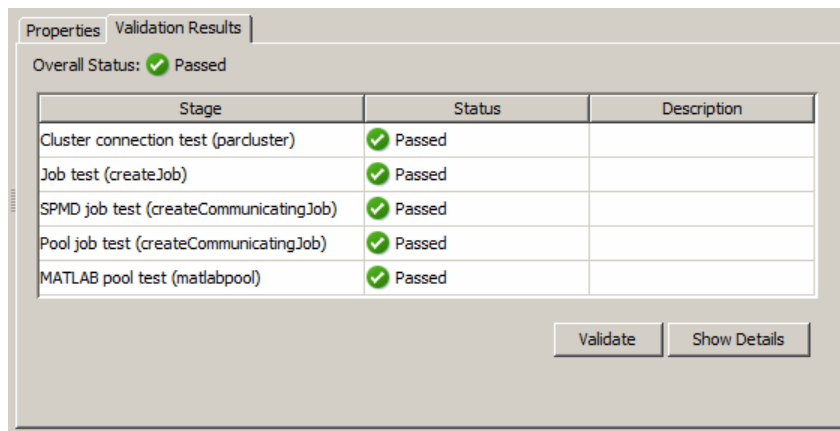 Properties Validation Results
Overall Status: Passed
Stage Status Description
Cluster connection test (parcluster) Passed
Job test (createJob) Passed
SPMD job test (createCommunicatingJob) Passed
Pool job test (createCommunicatingJob) Passed
MATLAB pool test (matlabpool) Passed
Validate Show Details